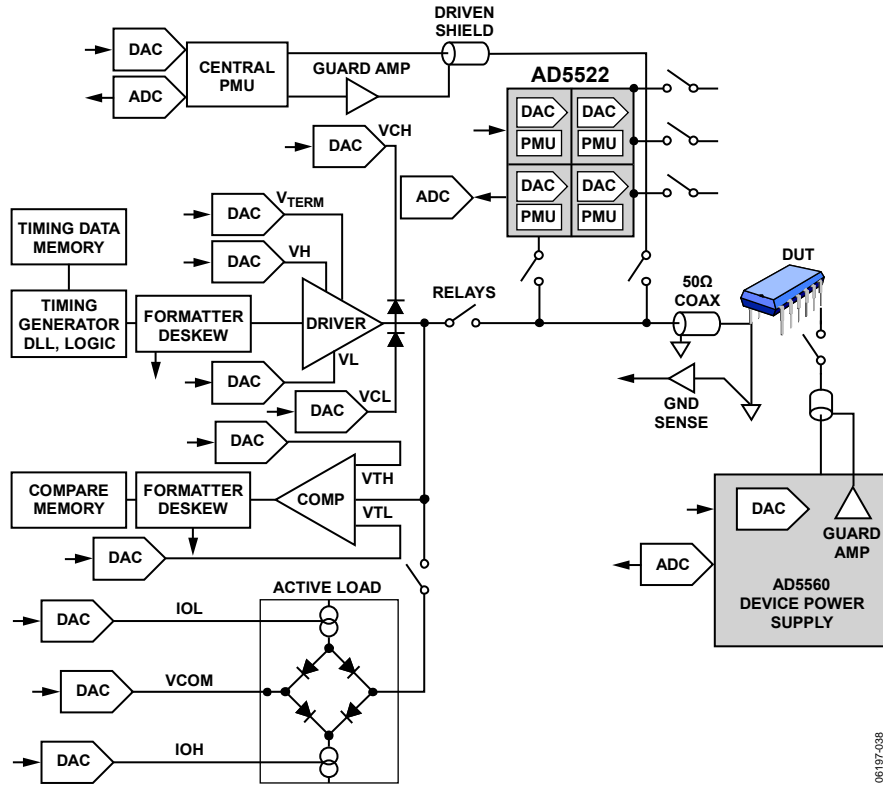 DRIVEN
SHIELD
DAC
ADC
CENTRAL
PMU
GUARD AMP
AD5522
DAC
DAC
PMU
PMU
DAC
DAC
PMU
PMU
ADC
DAC
VCH
DAC
VTERM
DAC
VH
TIMING DATA
MEMORY
TIMING
GENERATOR
DLL, LOGIC
FORMATTER
DESKEW
DRIVER
RELAYS
50Ω
COAX
DUT
VL
DAC
DAC
VCL
GND
SENSE
DAC
VTH
COMPARE
MEMORY
FORMATTER
DESKEW
COMP
VTL
DAC
DAC
GUARD
AMP
ADC
AD5560
DEVICE POWER
SUPPLY
ACTIVE LOAD
DAC
IOL
DAC
VCOM
DAC
IOH
06197-038